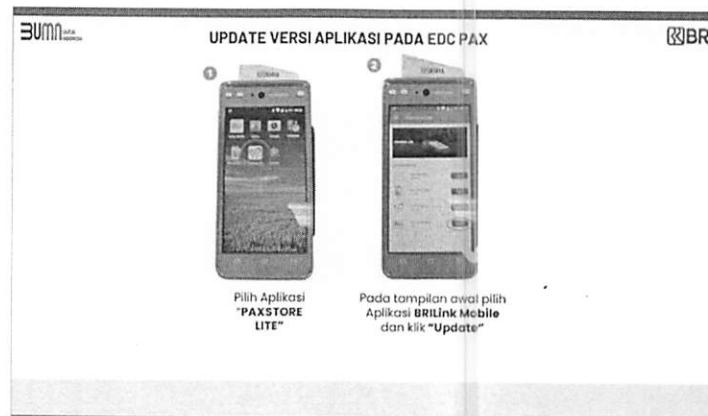 BUMN
UPDATE VERSI APLIKASI PADA EDC PAX
BRI
1
2
Pilih Aplikasi
"PAXSTORE
LITE"
Pada tampilan awal pilih
Aplikasi BRILink Mobile
dan klik "Update"